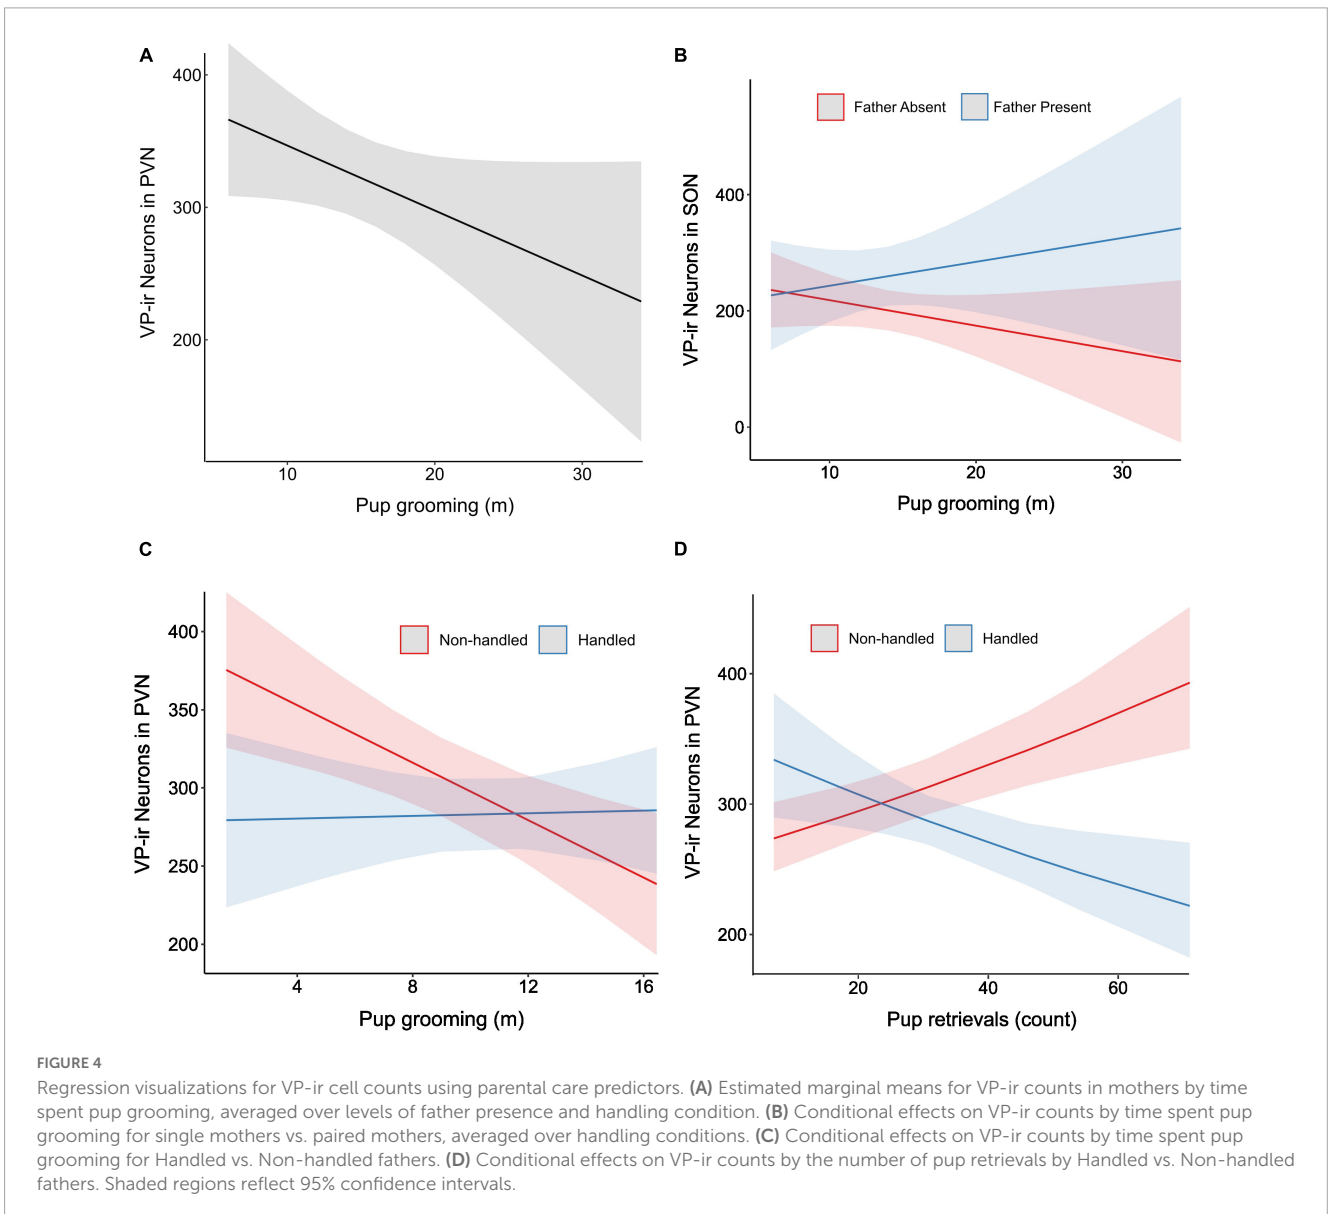 A
400
300
200
VP-ir Neurons in PVN
10 20 30
Pup grooming (m)
B
Father Absent Father Present
400
200
0
VP-ir Neurons in SON
10 20 30
Pup grooming (m)
C
Non-handled Handled
400
350
300
250
200
VP-ir Neurons in PVN
4 8 12 16
Pup grooming (m)
D
Non-handled Handled
400
300
200
VP-ir Neurons in PVN
20 40 60
Pup retrievals (count)
FIGURE 4
Regression visualizations for VP-ir cell counts using parental care predictors. (A) Estimated marginal means for VP-ir counts in mothers by time
spent pup grooming, averaged over levels of father presence and handling condition. (B) Conditional effects on VP-ir counts by time spent pup
grooming for single mothers vs. paired mothers, averaged over handling conditions. (C) Conditional effects on VP-ir counts by time spent pup
grooming for Handled vs. Non-handled fathers. (D) Conditional effects on VP-ir counts by the number of pup retrievals by Handled vs. Non-handled
fathers. Shaded regions reflect 95% confidence intervals.